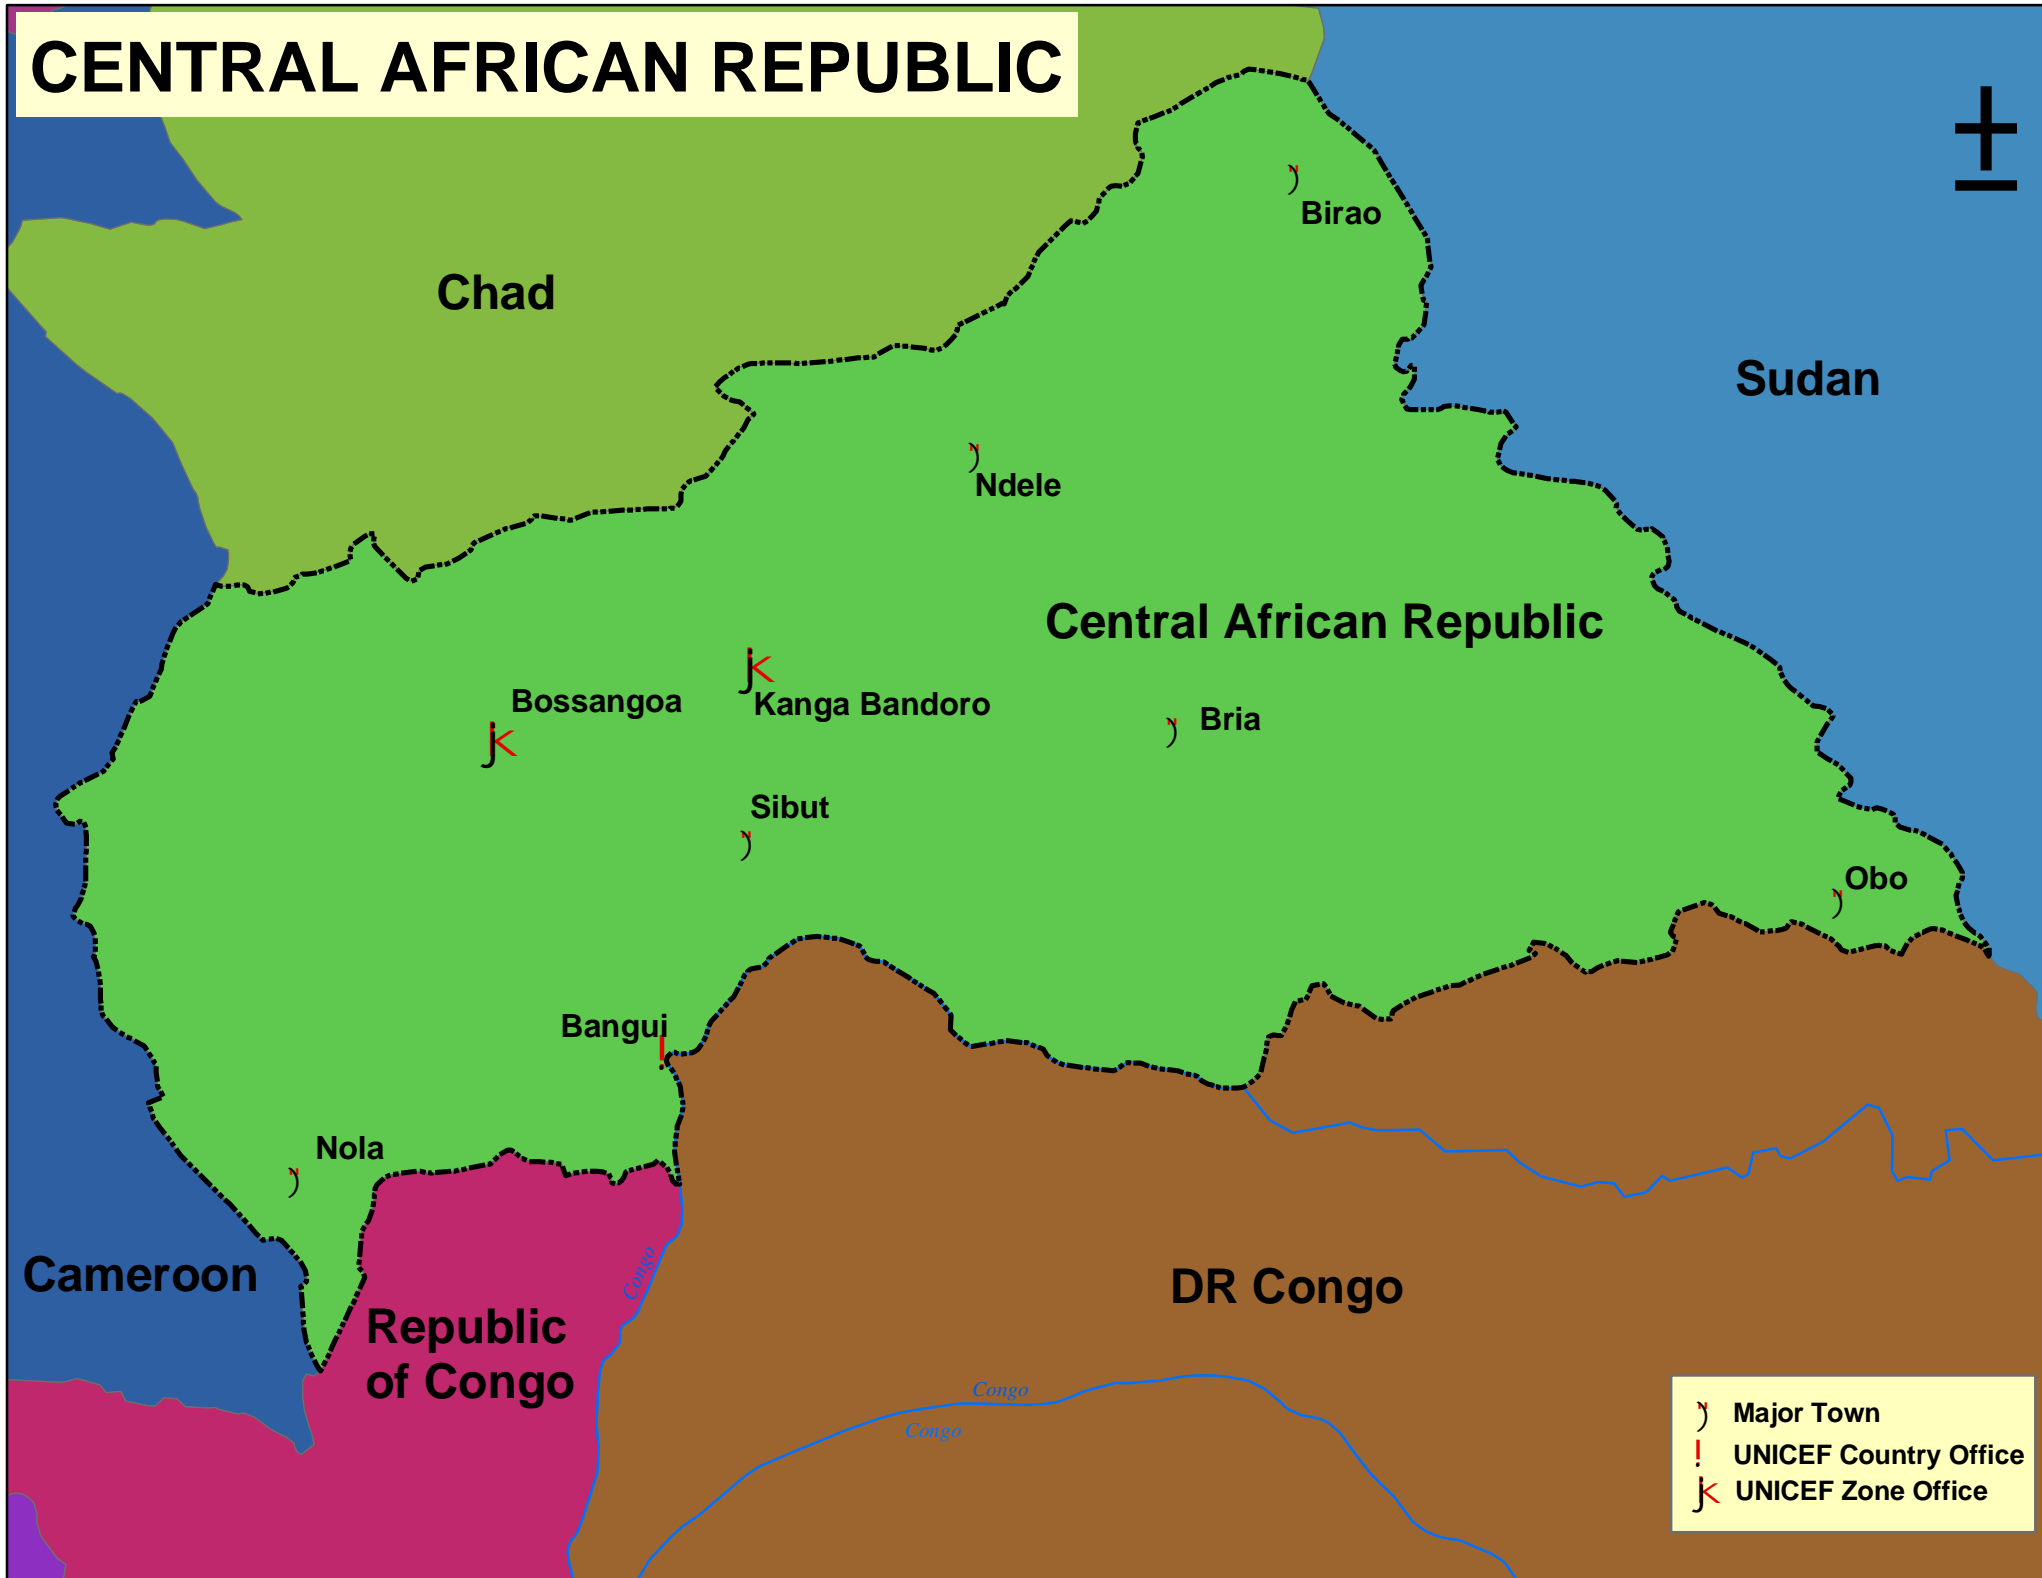 CENTRAL AFRICAN REPUBLIC
±
Birao
Chad
Sudan
Ndele
Central African Republic
Bossangoa
Kanga Bandoro
Bria
Sibut
Obo
Bangui
Nola
Cameroon
Congo
DR Congo
Republic
of Congo
Congo
Congo
Major Town
! UNICEF Country Office
jk UNICEF Zone Office